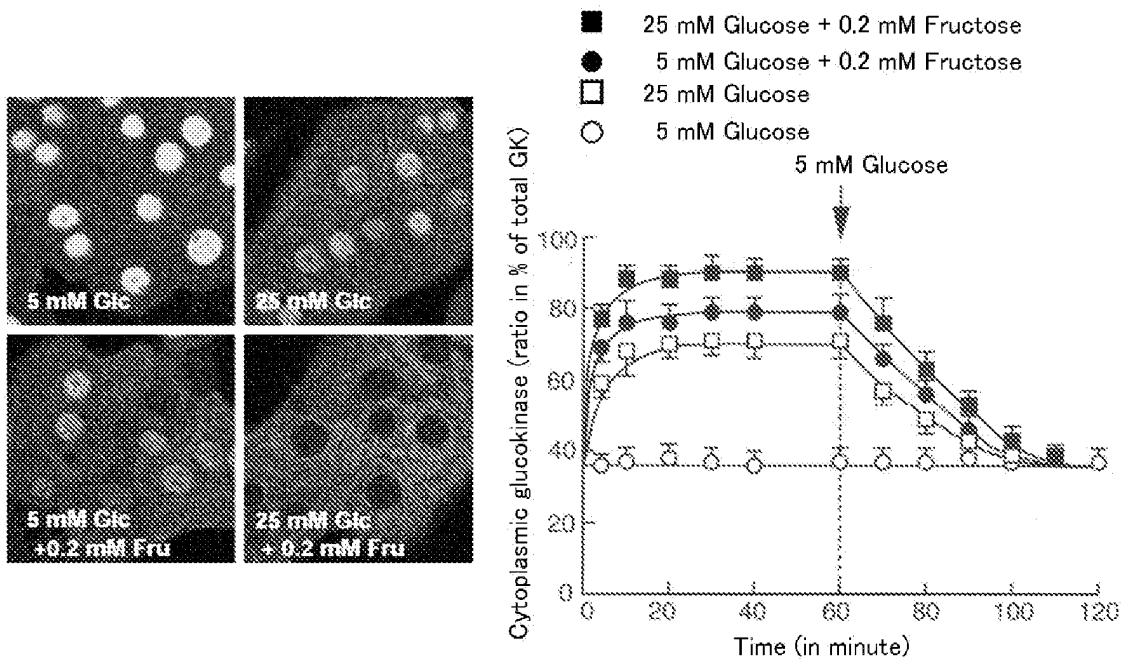 25 mM Glucose + 0.2 mM Fructose
5 mM Glucose + 0.2 mM Fructose
25 mM Glucose
5 mM Glucose
5 mM Glc
25 mM Glc
5 mM Glc
+0.2 mM Fru
25 mM Glc
+ 0.2 mM Fru
5 mM Glucose
Cytoplasmic glucokinase (ratio in % of total GK)
100
80
60
40
20
0
0
20
40
60
80
100
120
Time (in minute)